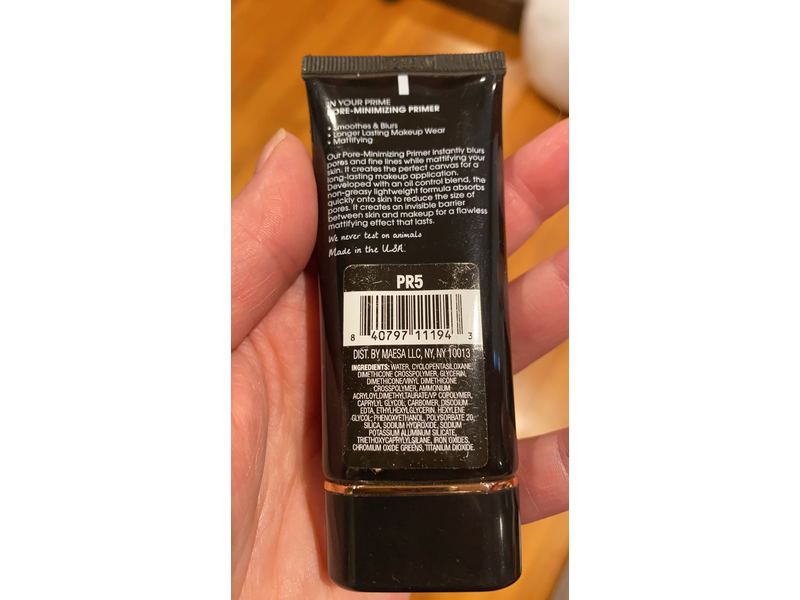 IN YOUR PRIME
PORE-MINIMIZING PRIMER
• Smoothes & Blurs
• Longer Lasting Makeup Wear
• Mattifying
Our Pore-Minimizing Primer instantly blurs
pores and fine lines while mattifying your
skin. It creates the perfect canvas for a
long-lasting makeup application.
Developed with an oil control blend, the
non-greasy lightweight formula absorbs
quickly onto skin to reduce the size of
pores. It creates an invisible barrier
between skin and makeup for a flawless
mattifying effect that lasts.
We never test on animals
Made in the USA.
PR5
8 40797 11194 3
DIST. BY MAESA LLC, NY, NY 10013
INGREDIENTS: WATER, CYCLOPENTASILOXANE,
DIMETHICONE CROSSPOLYMER, GLYCERIN,
DIMETHICONE/VINYL DIMETHICONE
CROSSPOLYMER, AMMONIUM
ACRYLOYLDIMETHYLTAURATE/VP COPOLYMER,
CAPRYLYL GLYCOL; CARBOMER, DISODIUM
EDTA, ETHYLHEXYLGLYCERIN, HEXYLENE
GLYCOL; PHENOXYETHANOL, POLYSORBATE 20,
SILICA, SODIUM HYDROXIDE, SODIUM
POTASSIUM ALUMINUM SILICATE,
TRIETHOXYCAPRYLYLSILANE, IRON OXIDES,
CHROMIUM OXIDE GREENS, TITANIUM DIOXIDE.